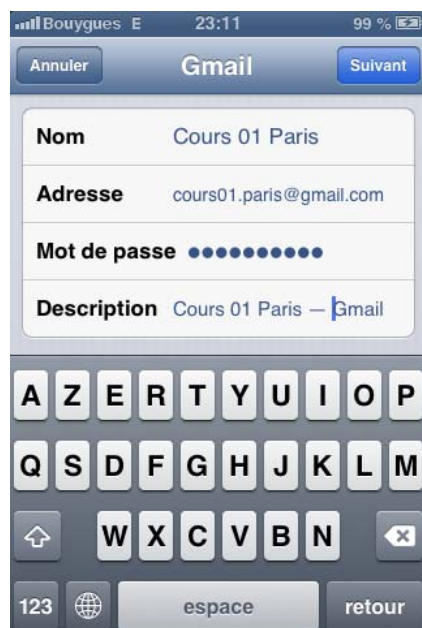 Bouygues E 23:11 99 %
Annuler Gmail Suivant
Nom Cours 01 Paris
Adresse cours01.paris@gmail.com
Mot de passe ●●●●●●●●●●
Description Cours 01 Paris — Gmail
A Z E R T Y U I O P
Q S D F G H J K L M
W X C V B N
123 espace retour